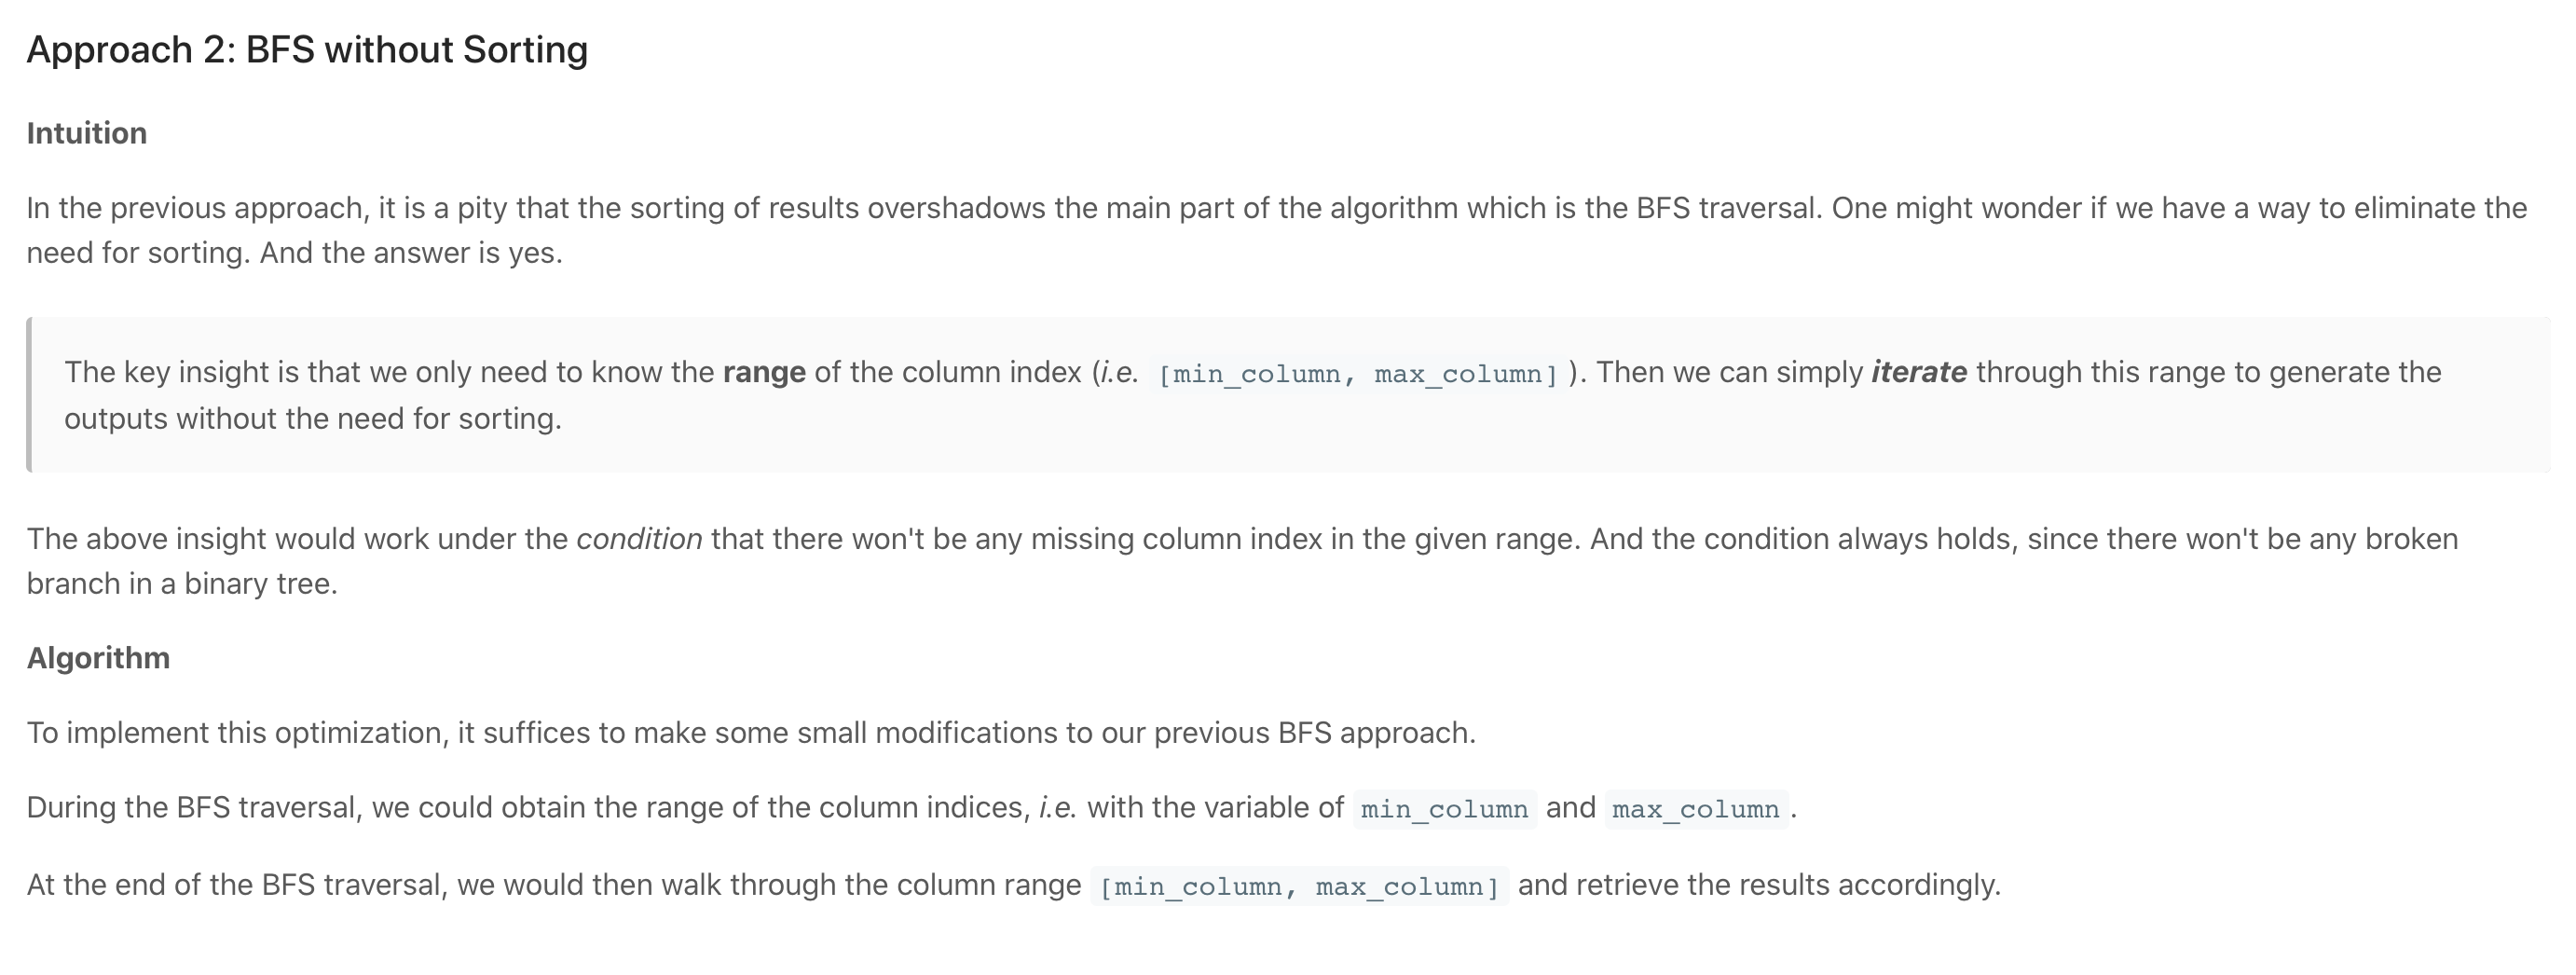 Approach 2: BFS without Sorting
Intuition
In the previous approach, it is a pity that the sorting of results overshadows the main part of the algorithm which is the BFS traversal. One might wonder if we have a way to eliminate the
need for sorting. And the answer is yes.
The key insight is that we only need to know the range of the column index (i.e. [min_column, max_column] ). Then we can simply iterate through this range to generate the
outputs without the need for sorting.
The above insight would work under the condition that there won't be any missing column index in the given range. And the condition always holds, since there won't be any broken
branch in a binary tree.
Algorithm
To implement this optimization, it suffices to make some small modifications to our previous BFS approach.
During the BFS traversal, we could obtain the range of the column indices, i.e. with the variable of min_column and max_column .
At the end of the BFS traversal, we would then walk through the column range [min_column, max_column] and retrieve the results accordingly.